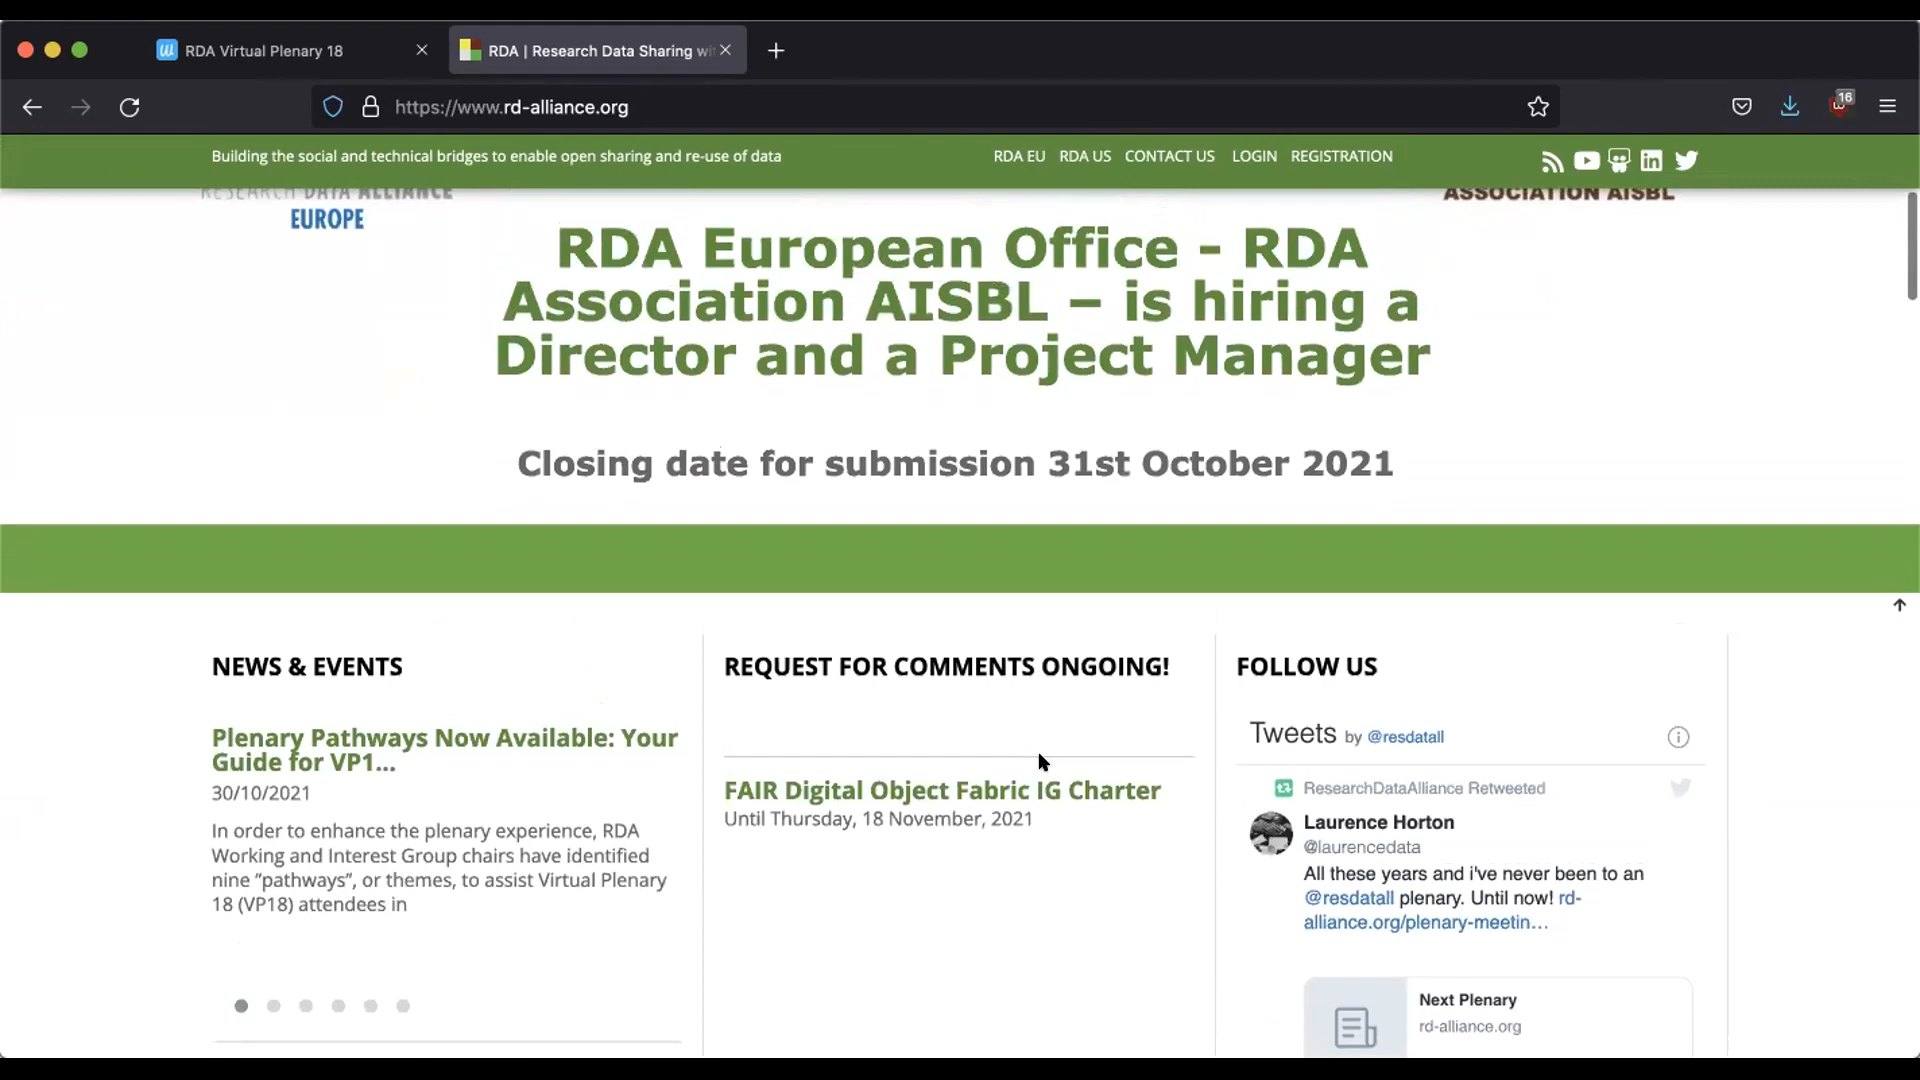 RDA Virtual Plenary 18
RDA | Research Data Sharing wi
https://www.rd-alliance.org
16
Building the social and technical bridges to enable open sharing and re-use of data
RDA EU RDA US CONTACT US LOGIN REGISTRATION
RESEARCH DATA ALLIANCE
EUROPE
ASSOCIATION AISBL
RDA European Office - RDA
Association AISBL – is hiring a
Director and a Project Manager
Closing date for submission 31st October 2021
NEWS & EVENTS
Plenary Pathways Now Available: Your
Guide for VP1...
30/10/2021
In order to enhance the plenary experience, RDA
Working and Interest Group chairs have identified
nine "pathways", or themes, to assist Virtual Plenary
18 (VP18) attendees in
REQUEST FOR COMMENTS ONGOING!
FAIR Digital Object Fabric IG Charter
Until Thursday, 18 November, 2021
FOLLOW US
Tweets by @resdatall
ResearchDataAlliance Retweeted
Laurence Horton
@laurencedata
All these years and i've never been to an
@resdatall plenary. Until now! rd-
alliance.org/plenary-meetin…
Next Plenary
rd-alliance.org